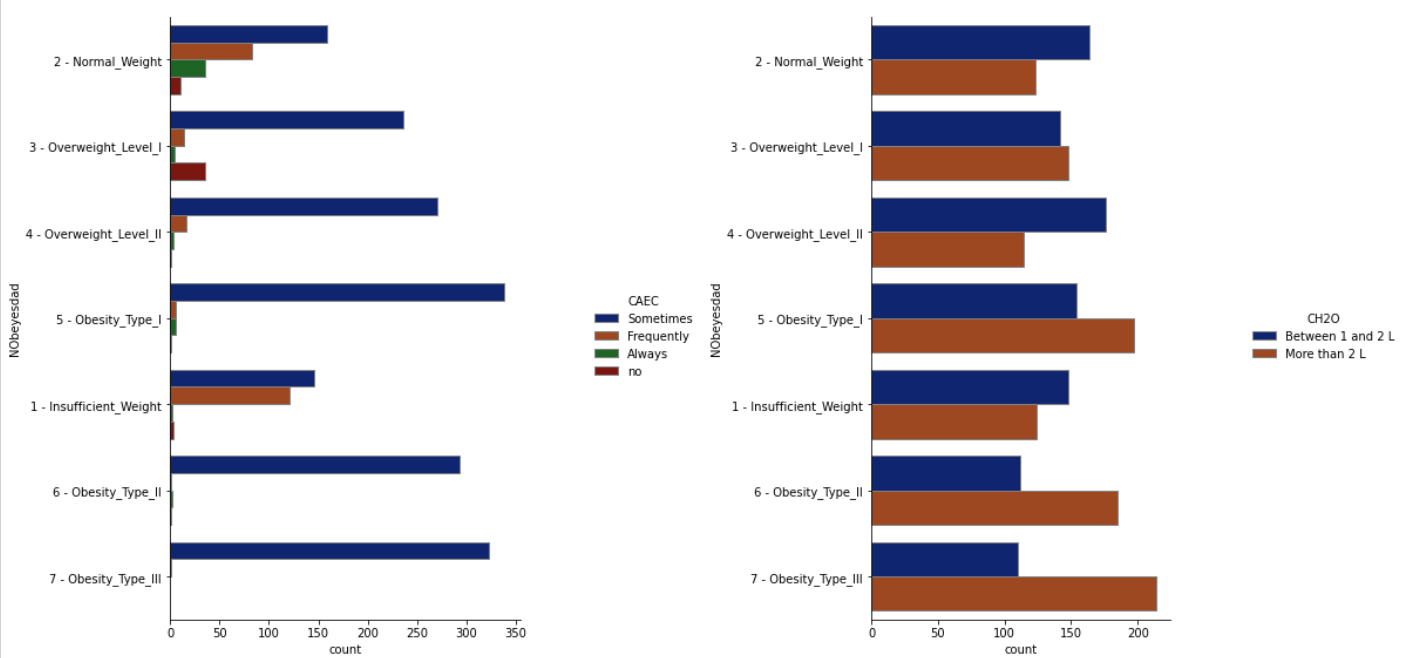 2 - Normal_Weight
3 - Overweight_Level_I
4 - Overweight_Level_II
5 - Obesity_Type_I
1 - Insufficient_Weight
6 - Obesity_Type_II
7 - Obesity_Type_III
NObeyesdad
0 50 100 150 200 250 300 350
count
CAEC
Sometimes
Frequently
Always
no
2 - Normal_Weight
3 - Overweight_Level_I
4 - Overweight_Level_II
5 - Obesity_Type_I
1 - Insufficient_Weight
6 - Obesity_Type_II
7 - Obesity_Type_III
NObeyesdad
0 50 100 150 200
count
CH2O
Between 1 and 2 L
More than 2 L